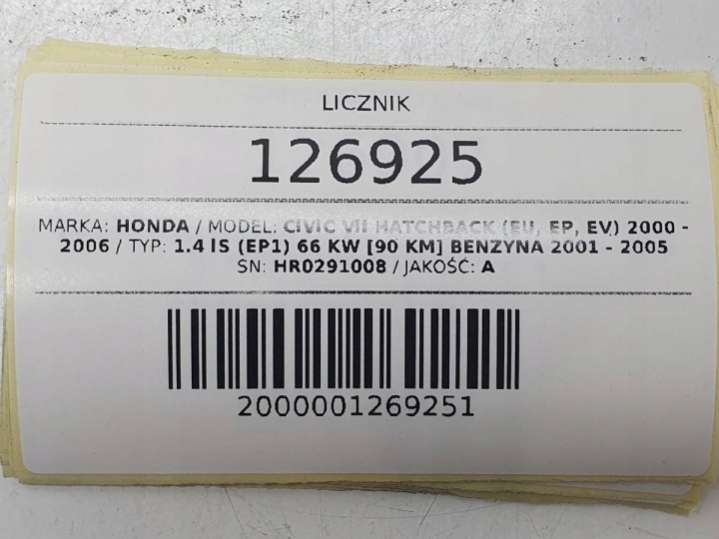 LICZNIK
126925
MARKA: HONDA / MODEL: CIVIC VII HATCHBACK (EU, EP, EV) 2000 -
2006 / TYP: 1.4 IS (EP1) 66 KW [90 KM] BENZYNA 2001 - 2005
SN: HR0291008 / JAKOŚĆ: A
2000001269251